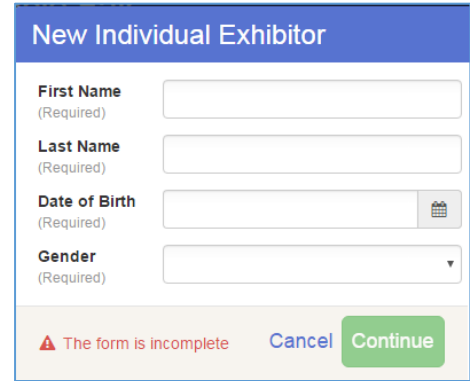 New Individual Exhibitor
First Name
(Required)
Last Name
(Required)
Date of Birth
(Required)
Gender
(Required)
The form is incomplete Cancel Continue